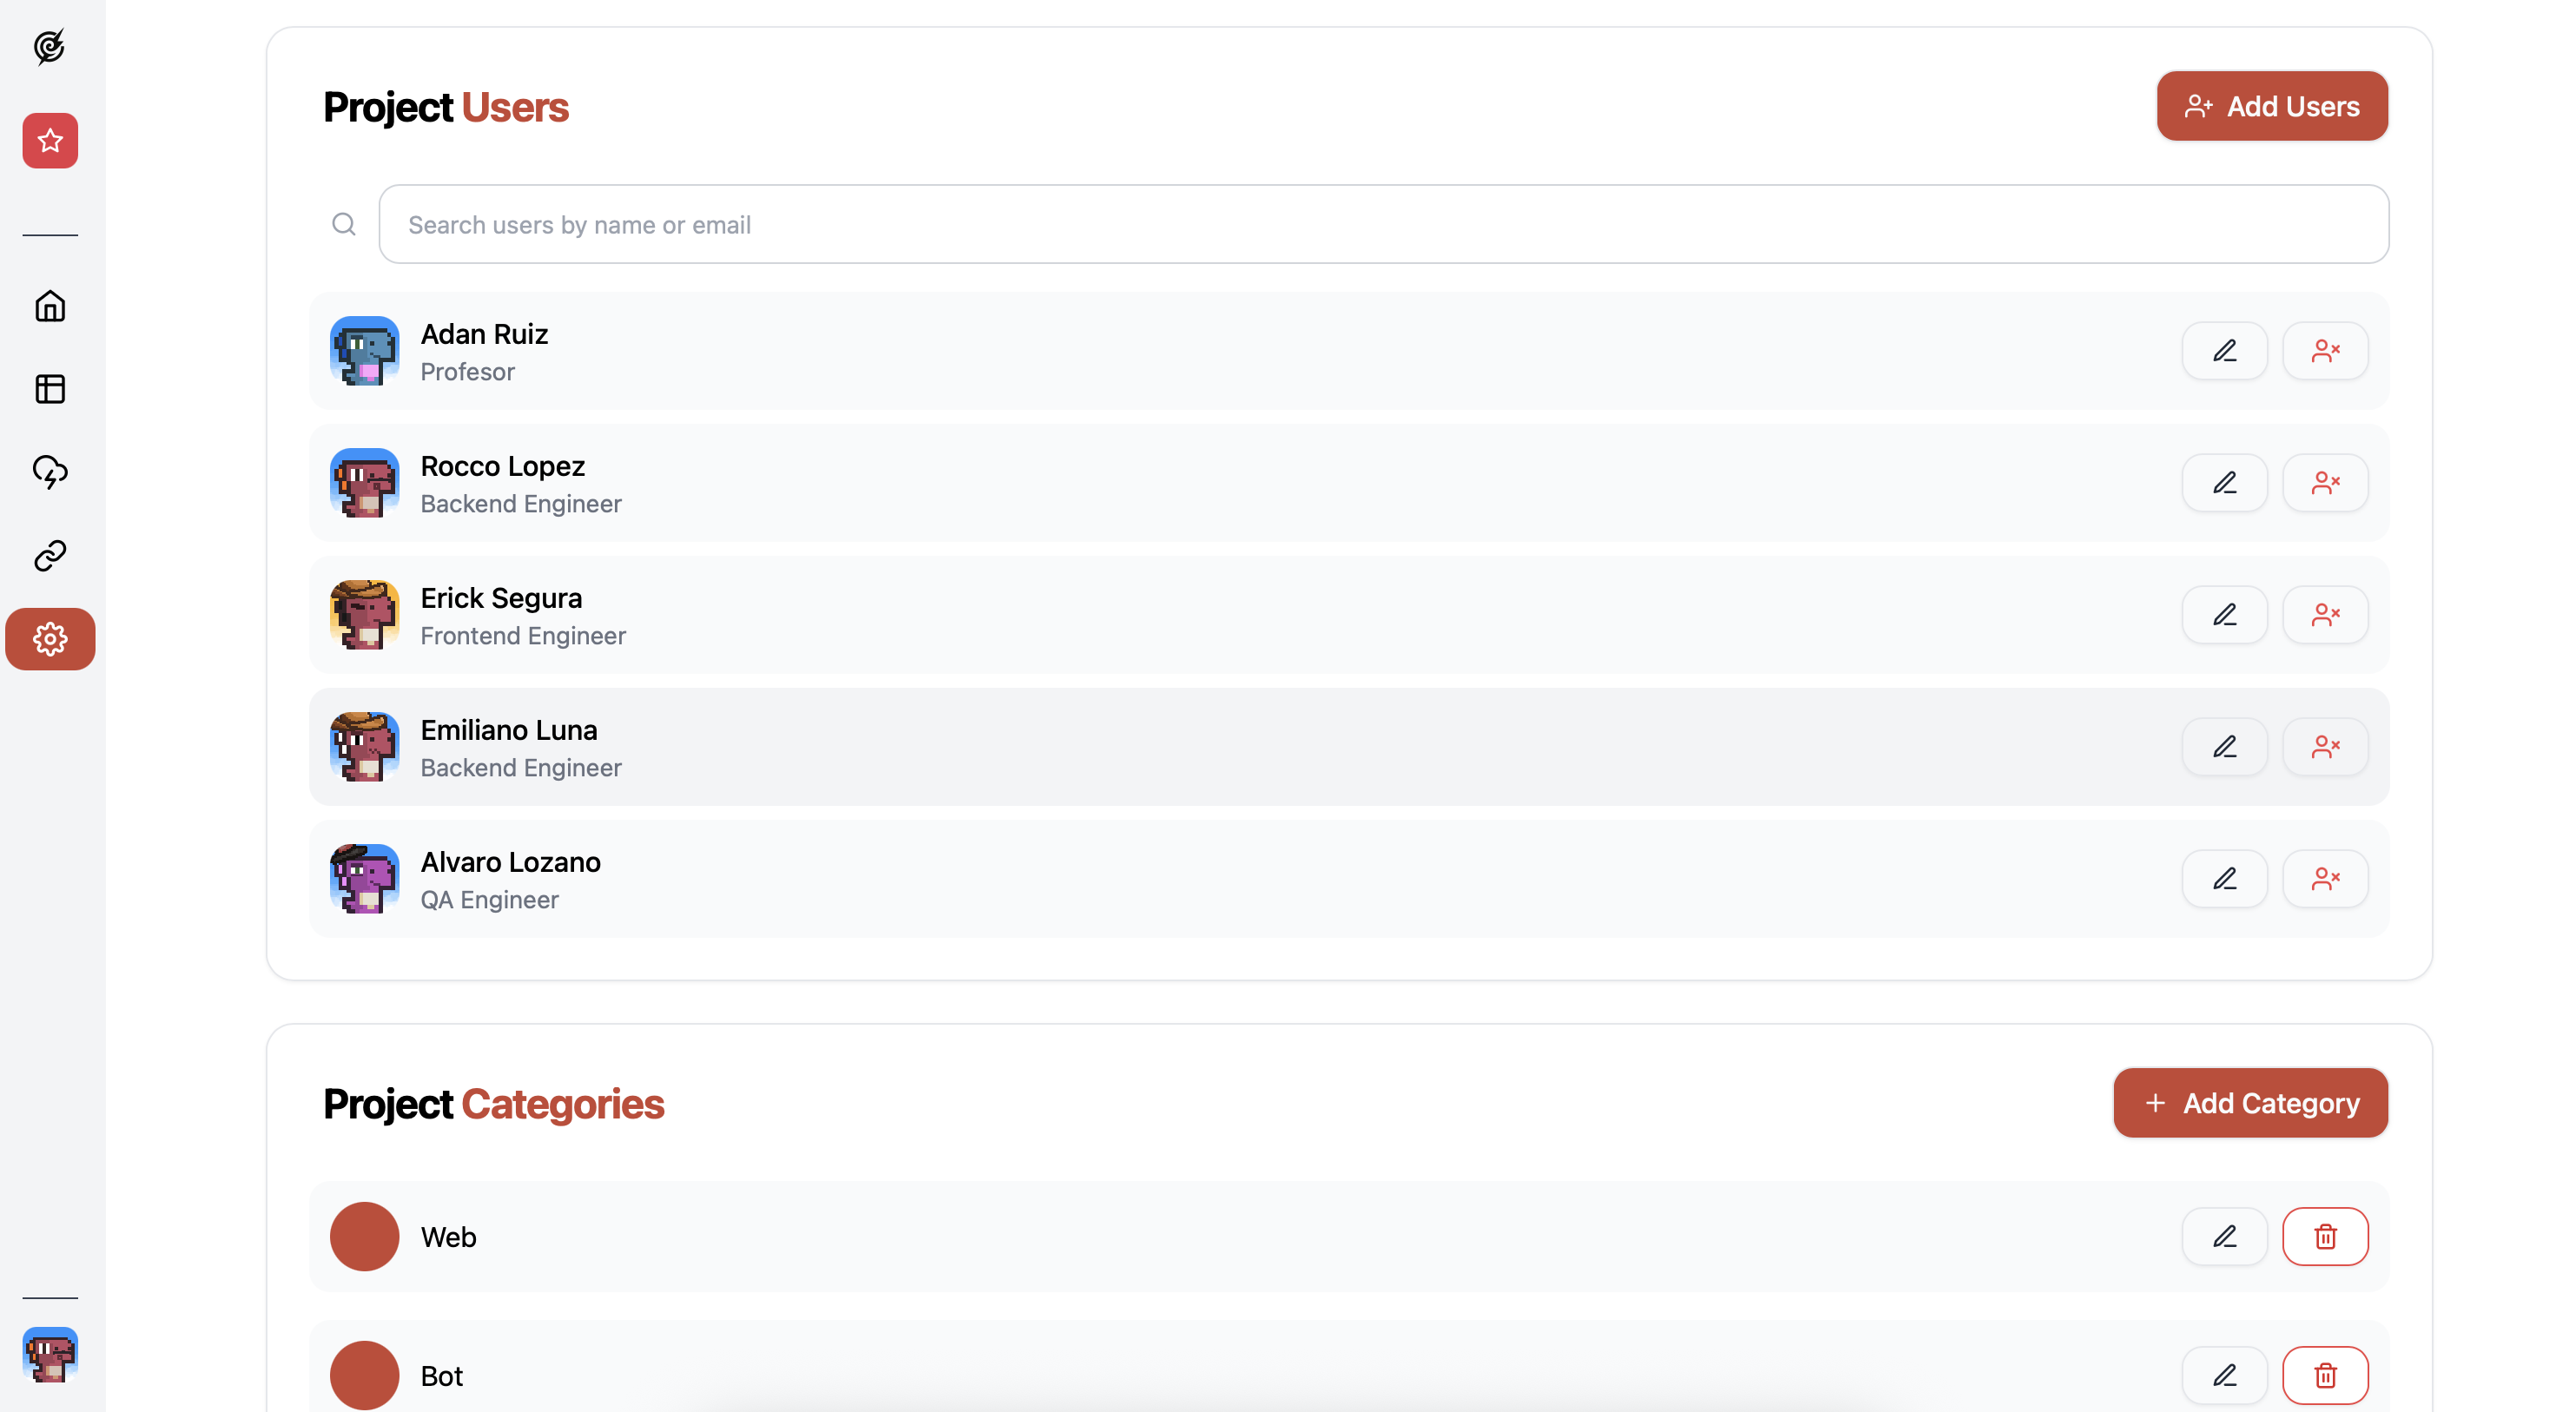 Project Users
Add Users
Search users by name or email
Adan Ruiz
Profesor
Rocco Lopez
Backend Engineer
Erick Segura
Frontend Engineer
Emiliano Luna
Backend Engineer
Alvaro Lozano
QA Engineer
Project Categories
Add Category
Web
Bot